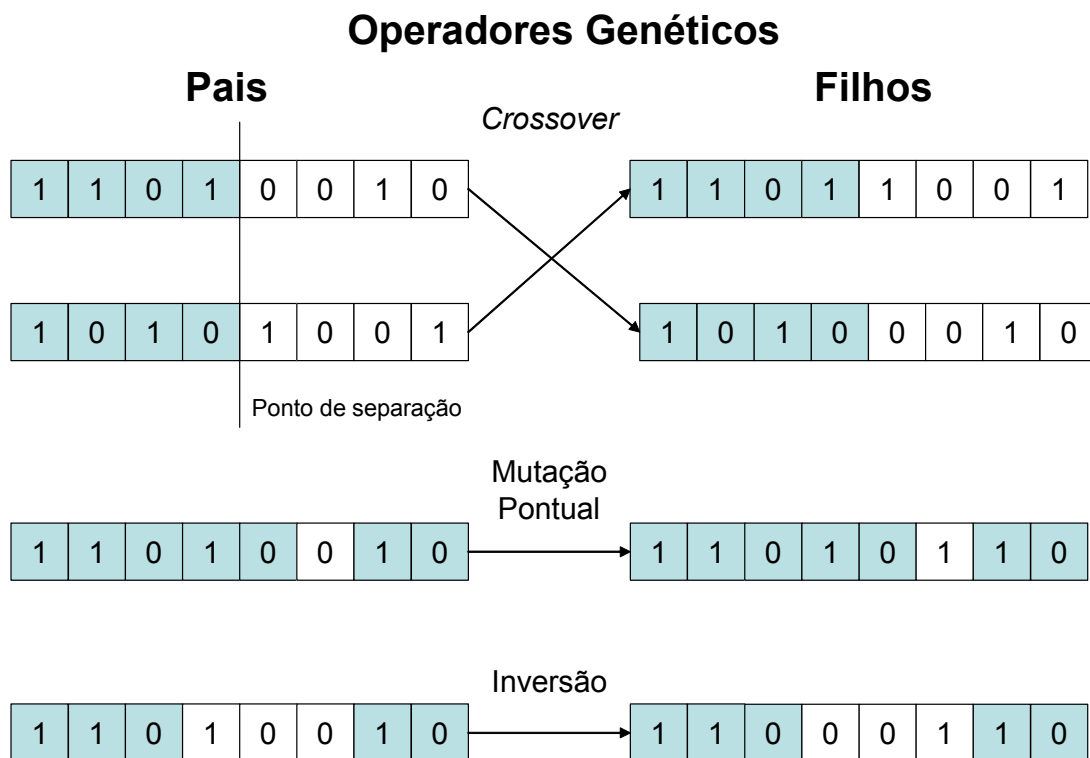 Operadores Genéticos
Pais
Filhos
Crossover
1 1 0 1 0 0 1 0
1 1 0 1 1 0 0 1
1 0 1 0 1 0 0 1
1 0 1 0 0 0 1 0
Ponto de separação
Mutação
Pontual
1 1 0 1 0 0 1 0
1 1 0 1 0 1 1 0
Inversão
1 1 0 1 0 0 1 0
1 1 0 0 0 1 1 0